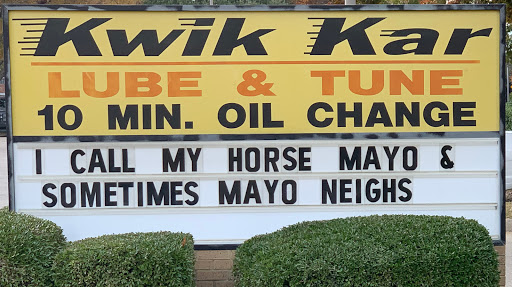 Kwik Kar
LUBE & TUNE
10 MIN. OIL CHANGE
I CALL MY HORSE MAYO &
SOMETIMES MAYO NEIGHS